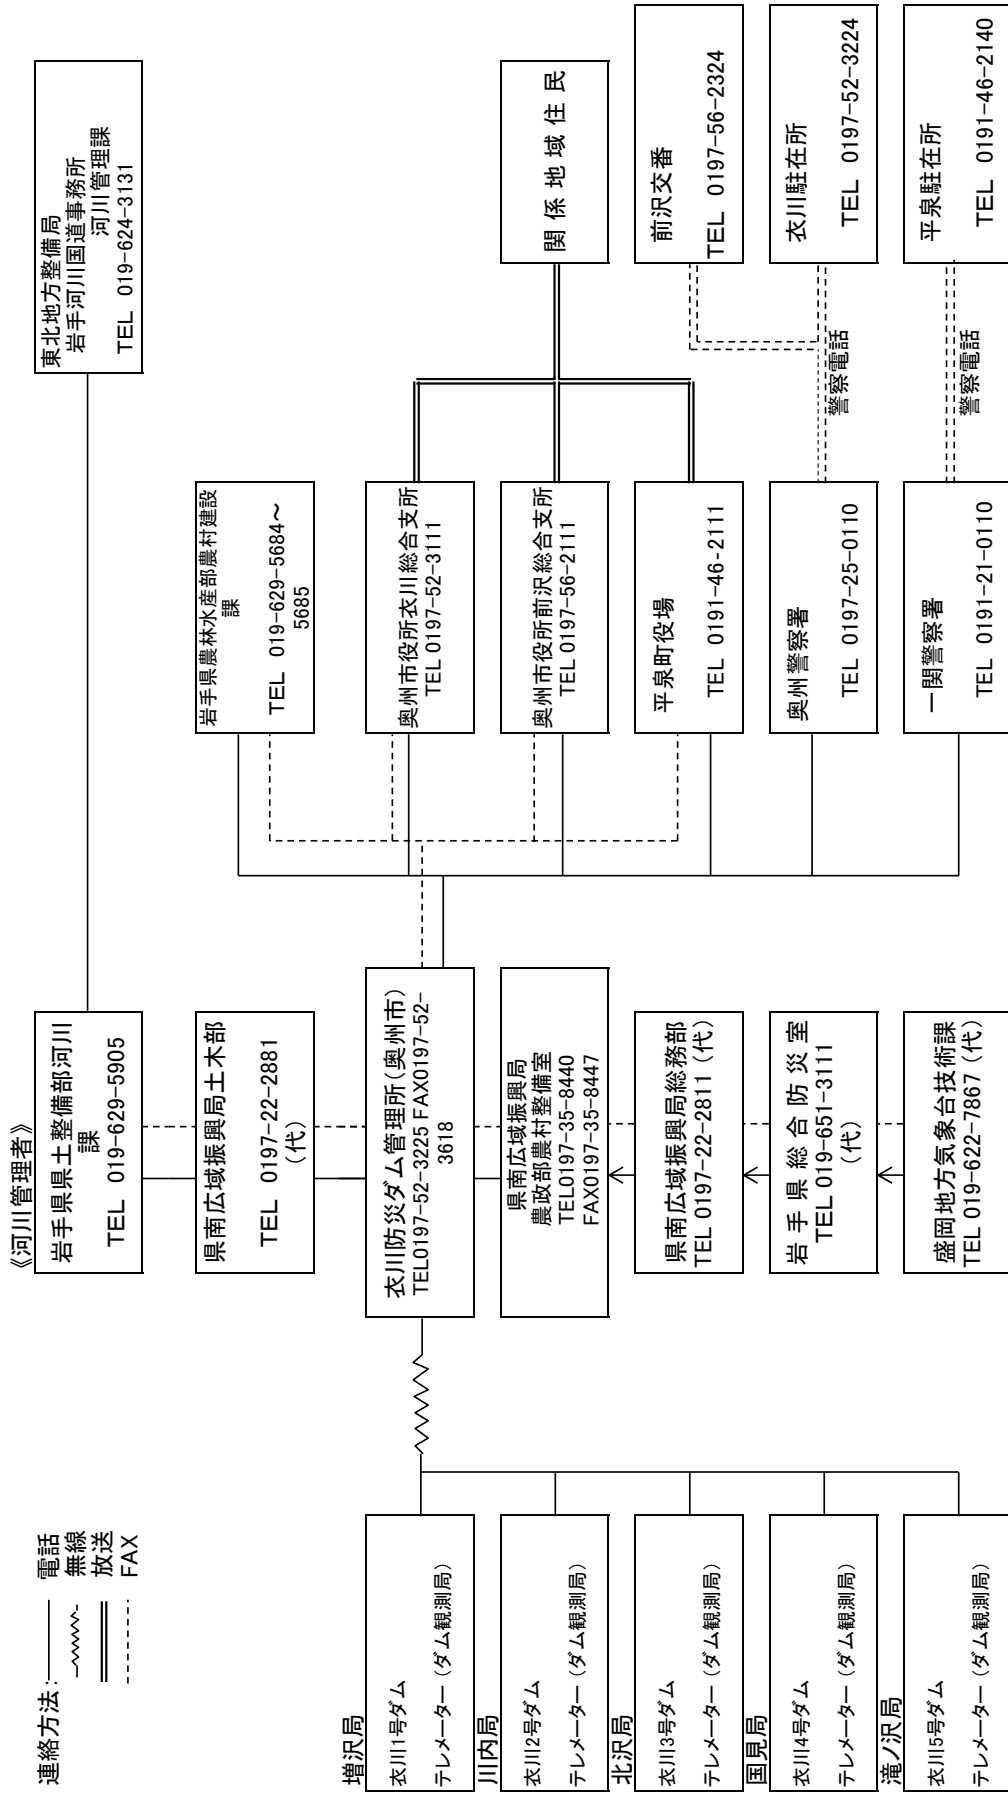 《河川管理者》
連絡方法：
電話
無線
放送
FAX
岩手県県土整備部河川
課
TEL 019-629-5905
東北地方整備局
岩手河川国道事務所
河川管理課
TEL 019-624-3131
県南広域振興局土木部
TEL 0197-22-2881
(代)
衣川防災ダム管理所(奥州市)
TEL0197-52-3225 FAX0197-52-
3618
県南広域振興局
農政部農村整備室
TEL0197-35-8440
FAX0197-35-8447
県南広域振興局総務部
TEL 0197-22-2811 (代)
岩手県総合防災室
TEL 019-651-3111
(代)
盛岡地方気象台技術課
TEL 019-622-7867 (代)
増沢局
衣川1号ダム
テレメーター (ダム観測局)
川内局
衣川2号ダム
テレメーター (ダム観測局)
北沢局
衣川3号ダム
テレメーター (ダム観測局)
国見局
衣川4号ダム
テレメーター (ダム観測局)
滝ノ沢局
衣川5号ダム
テレメーター (ダム観測局)
岩手県農林水産部農村建設
課
TEL 019-629-5684～
5685
奥州市役所衣川総合支所
TEL 0197-52-3111
奥州市役所前沢総合支所
TEL 0197-56-2111
平泉町役場
TEL 0191-46-2111
奥州警察署
TEL 0197-25-0110
一関警察署
TEL 0191-21-0110
関係地域住民
前沢交番
TEL 0197-56-2324
衣川駐在所
TEL 0197-52-3224
警察電話
平泉駐在所
TEL 0191-46-2140
警察電話